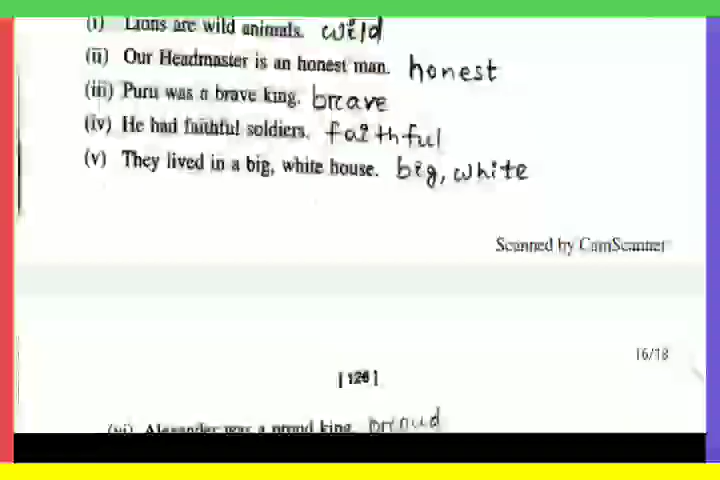 (i) Lions are wild animals. wild
(ii) Our Headmaster is an honest man. honest
(iii) Puru was a brave king. brave
(iv) He had faithful soldiers. faithful
(v) They lived in a big, white house. big, white
Scanned by CamScanner
16/18
[ 126 ]
(vi) Alexander was a proud king. proud